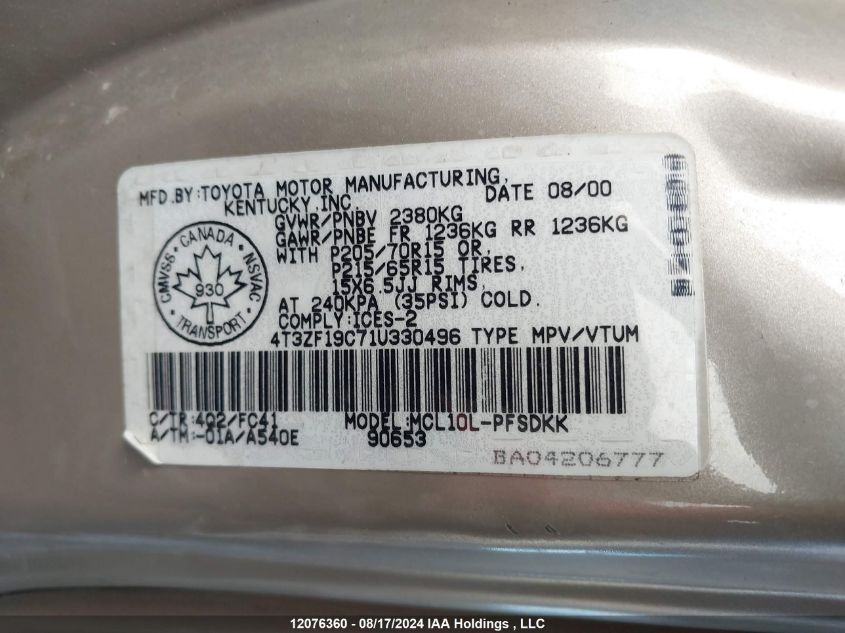 MFD.BY:TOYOTA MOTOR MANUFACTURING,
KENTUCKY,INC. DATE 08/00
GVWR/PNBV 2380KG
GAWR/PNBE FR 1236KG RR 1236KG
WITH P205/70R15 OR,
P215/65R15 TIRES,
15X6.5JJ RIMS,
AT 240KPA (35PSI) COLD.
COMPLY:ICES-2
CMVSS • CANADA • NSVAC
930
TRANSPORT
4T3ZF19C71U330496 TYPE MPV/VTUM
C/TR:4Q2/FC41 MODEL:MCL10L-PFSDKK
A/TM:-01A/A540E 90653
BA04206777
12076360 - 08/17/2024 IAA Holdings , LLC